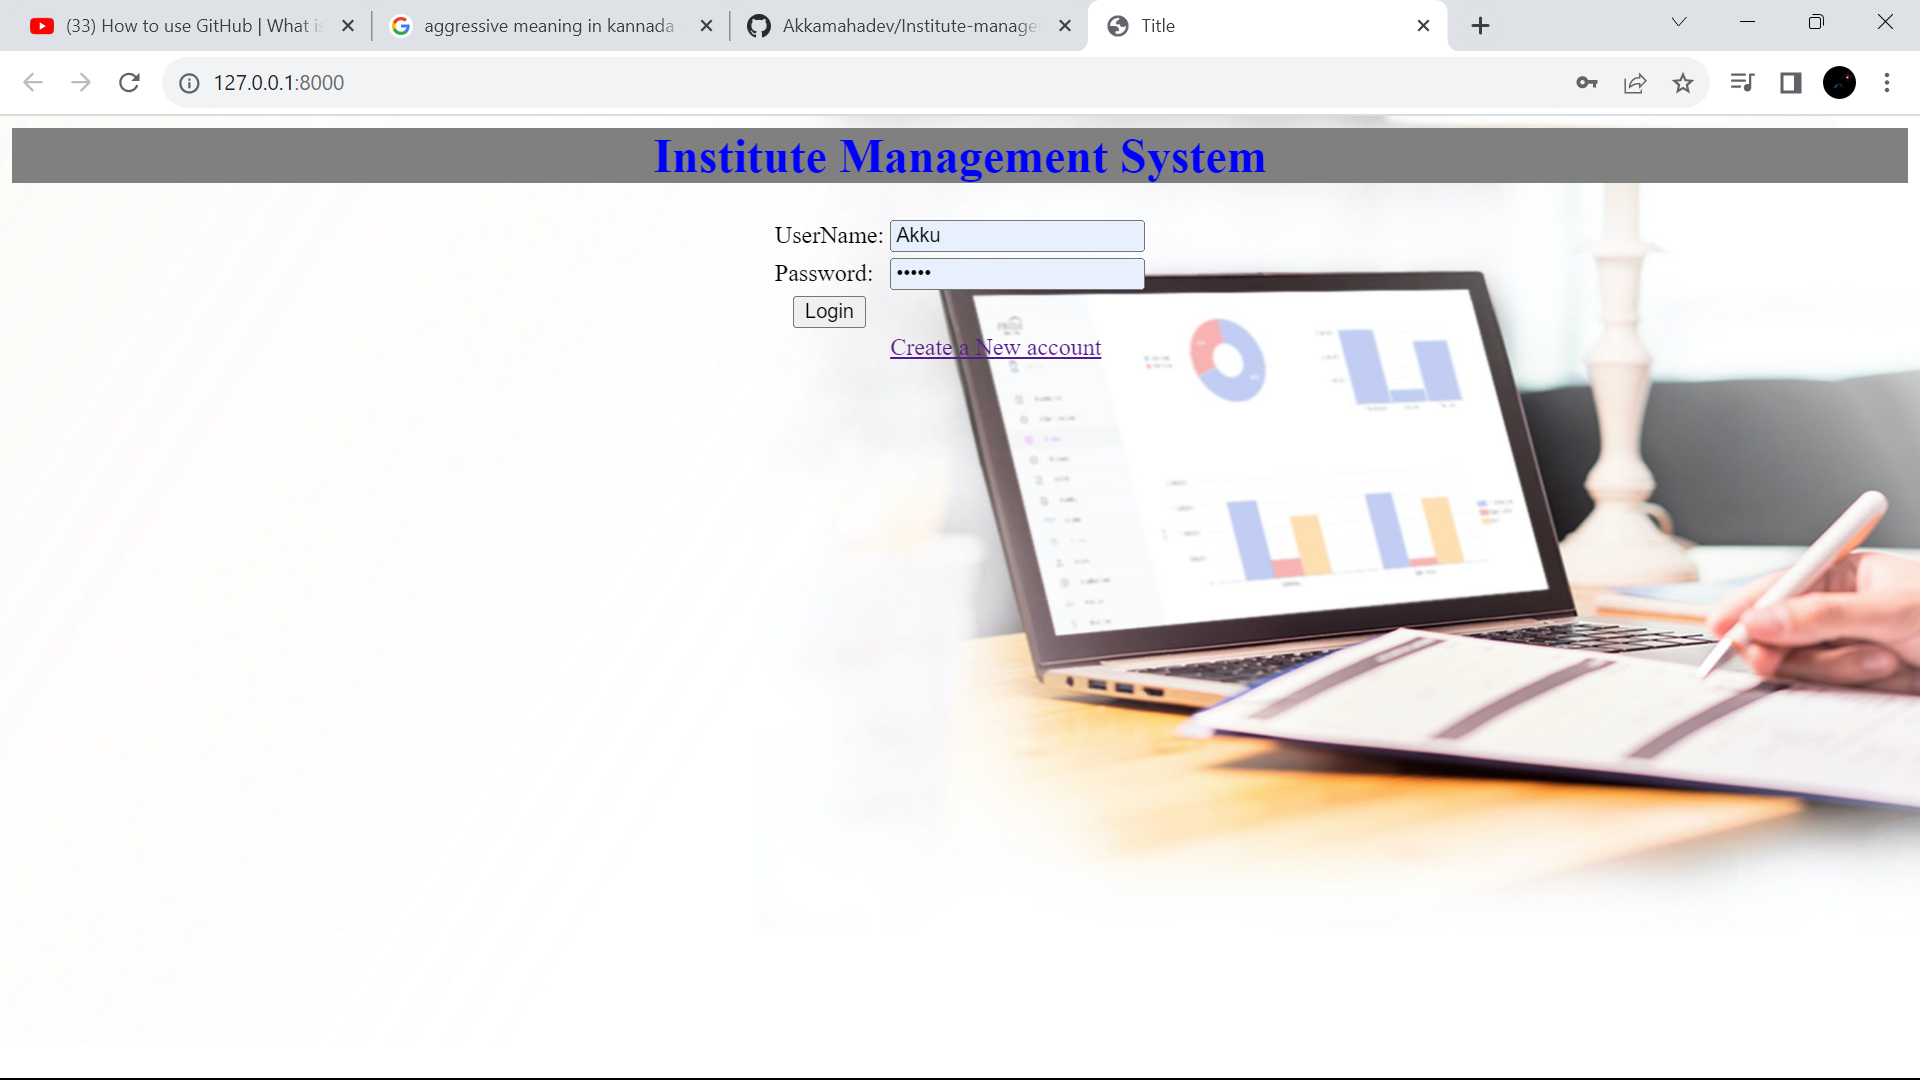 (33) How to use GitHub | What is
aggressive meaning in kannada
Akkamahadev/Institute-manage
Title
127.0.0.1:8000
Institute Management System
UserName: Akku
Password: •••••
Login
Create a New account